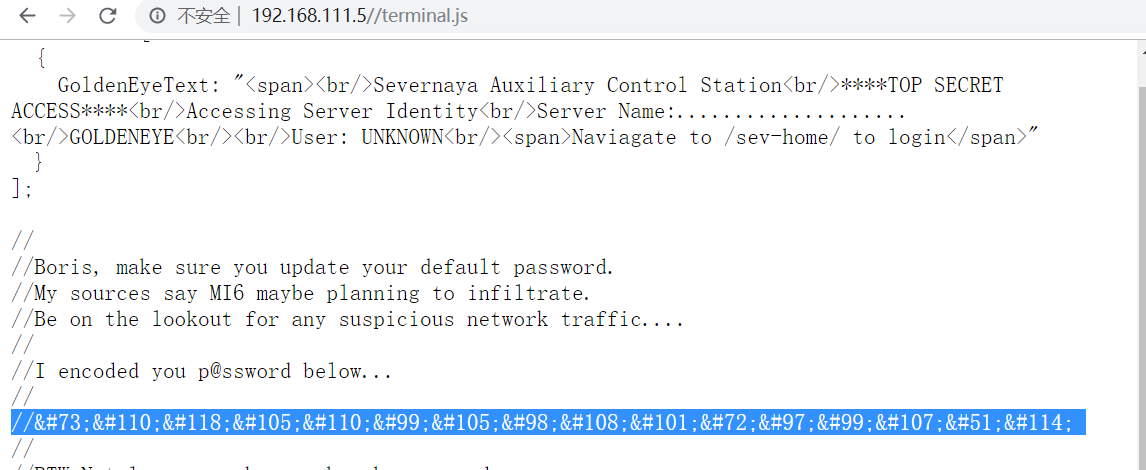 不安全 | 192.168.111.5//terminal.js
{
GoldenEyeText: "<span><br/>Severnaya Auxiliary Control Station<br/>****TOP SECRET
ACCESS****<br/>Accessing Server Identity<br/>Server Name:....................
<br/>GOLDENEYE<br/><br/>User: UNKNOWN<br/><span>Naviagate to /sev-home/ to login</span>"
}
];
//
//Boris, make sure you update your default password.
//My sources say MI6 maybe planning to infiltrate.
//Be on the lookout for any suspicious network traffic....
//
//I encoded you p@ssword below...
//
//&#73;&#110;&#118;&#105;&#110;&#99;&#105;&#98;&#108;&#101;&#72;&#97;&#99;&#107;&#51;&#114;
//